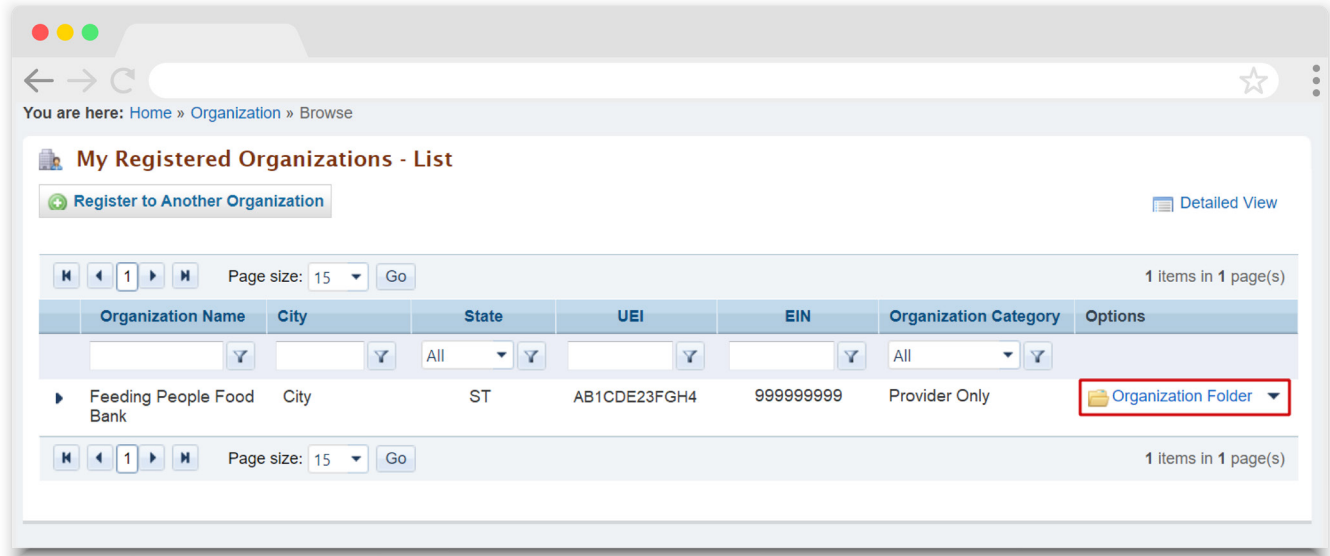 You are here: Home » Organization » Browse
My Registered Organizations - List
Register to Another Organization
Detailed View
1 Page size: 15 Go 1 items in 1 page(s)
Organization Name City State UEI EIN Organization Category Options
All All
Feeding People Food City ST AB1CDE23FGH4 999999999 Provider Only Organization Folder
Bank
1 Page size: 15 Go 1 items in 1 page(s)